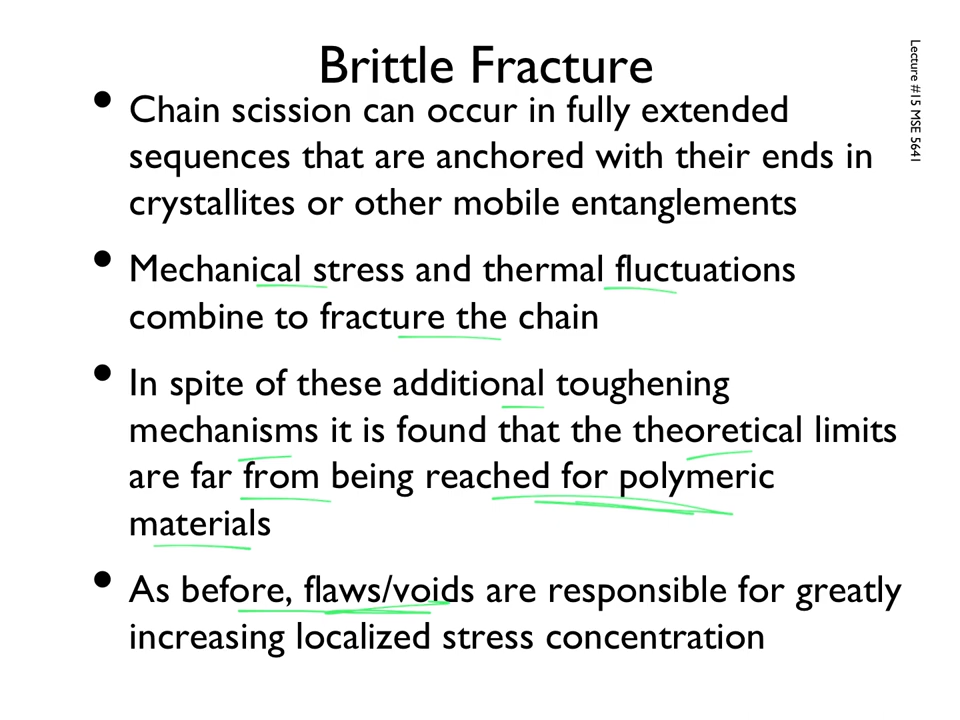 Brittle Fracture
Lecture #15 MSE 5641
• Chain scission can occur in fully extended
sequences that are anchored with their ends in
crystallites or other mobile entanglements
• Mechanical stress and thermal fluctuations
combine to fracture the chain
• In spite of these additional toughening
mechanisms it is found that the theoretical limits
are far from being reached for polymeric
materials
• As before, flaws/voids are responsible for greatly
increasing localized stress concentration